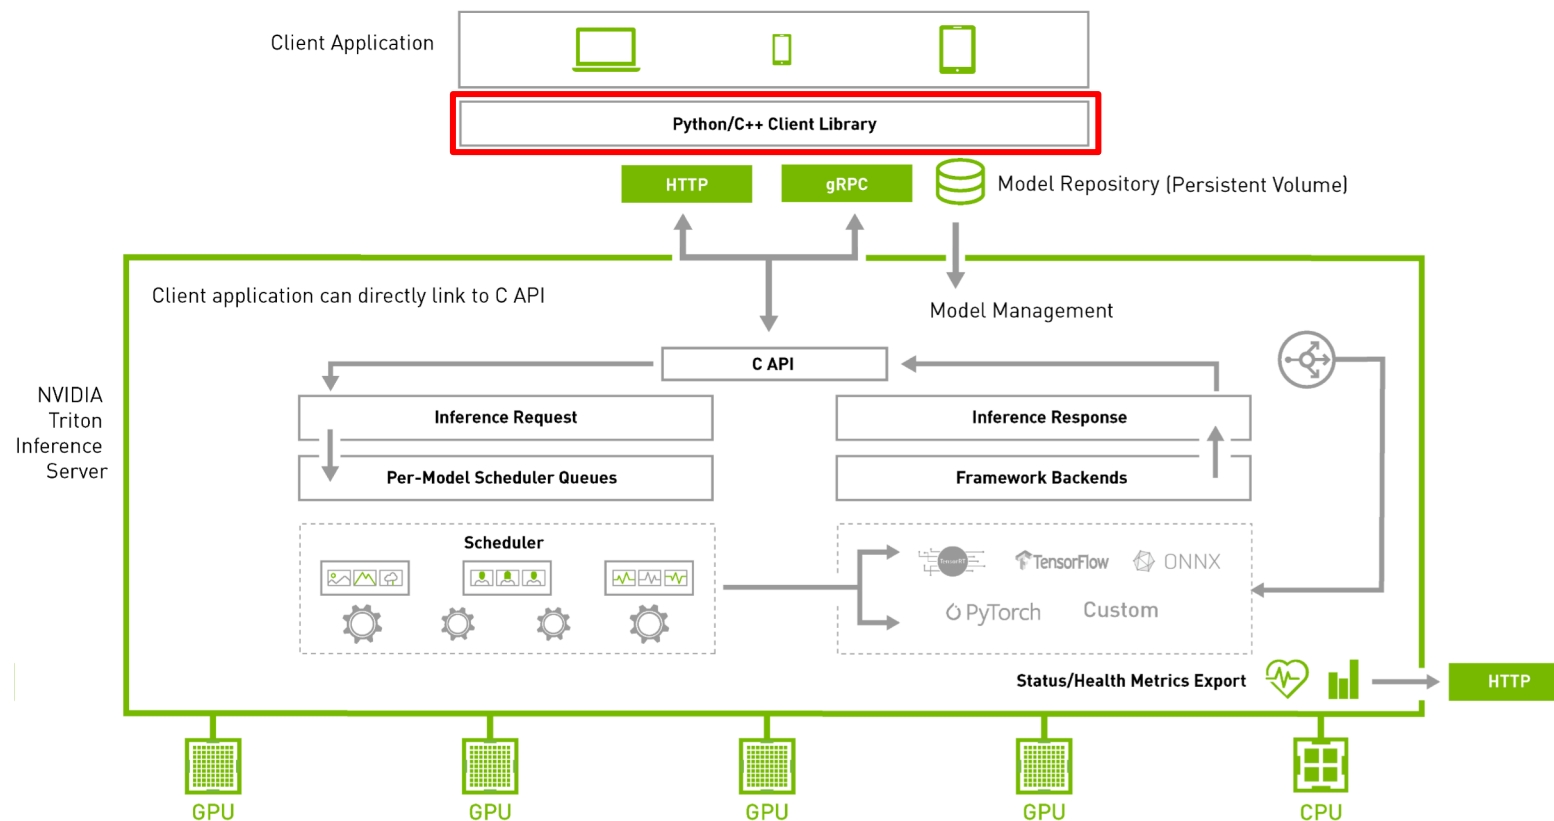 Client Application
Python/C++ Client Library
HTTP
gRPC
Model Repository (Persistent Volume)
Client application can directly link to C API
Model Management
C API
NVIDIA
Triton
Inference
Server
Inference Request
Inference Response
Per-Model Scheduler Queues
Framework Backends
Scheduler
TensorRT
TensorFlow
ONNX
PyTorch
Custom
Status/Health Metrics Export
HTTP
GPU
GPU
GPU
GPU
CPU